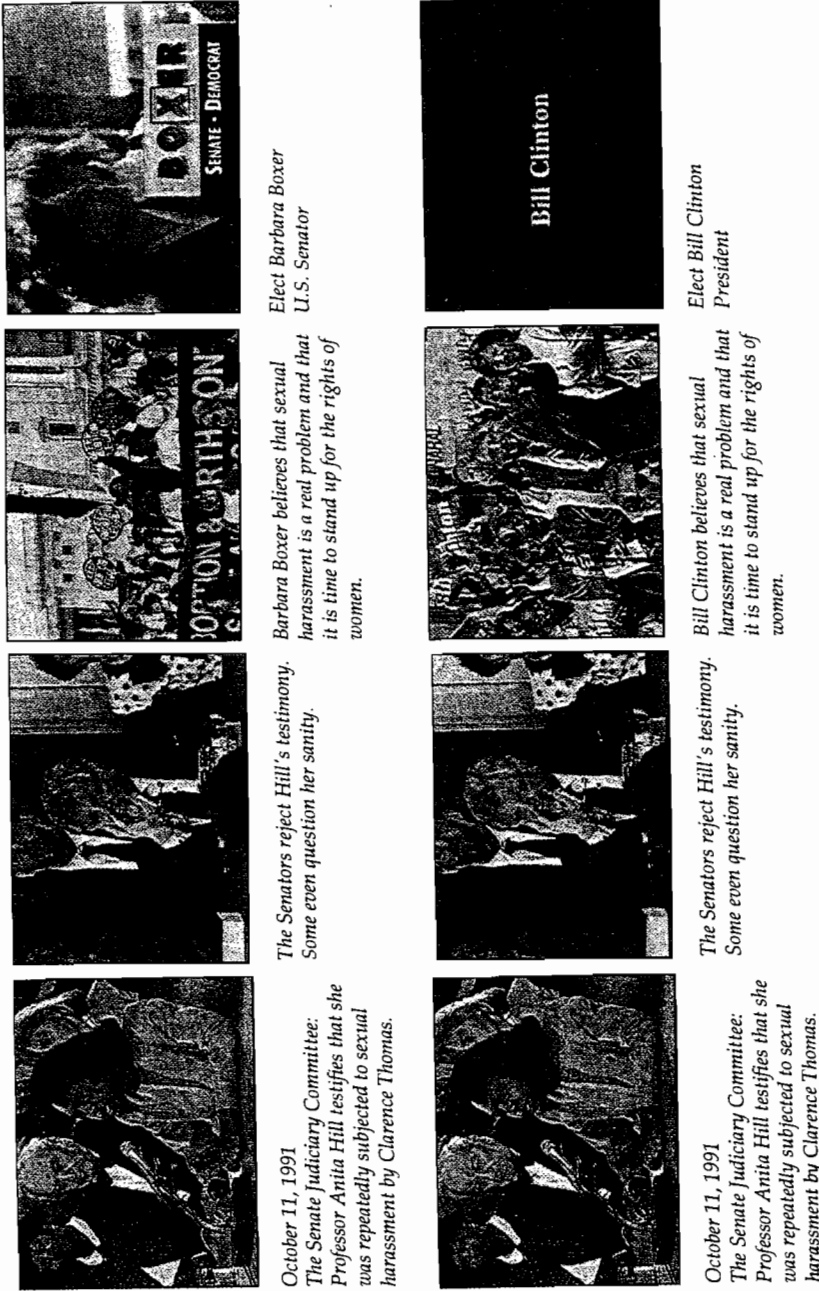 October 11, 1991
The Senate Judiciary Committee:
Professor Anita Hill testifies that she
was repeatedly subjected to sexual
harassment by Clarence Thomas.
The Senators reject Hill's testimony.
Some even question her sanity.
Barbara Boxer believes that sexual
harassment is a real problem and that
it is time to stand up for the rights of
women.
BOXER
SENATE · DEMOCRAT
Elect Barbara Boxer
U.S. Senator
October 11, 1991
The Senate Judiciary Committee:
Professor Anita Hill testifies that she
was repeatedly subjected to sexual
harassment by Clarence Thomas.
The Senators reject Hill's testimony.
Some even question her sanity.
Bill Clinton believes that sexual
harassment is a real problem and that
it is time to stand up for the rights of
women.
Bill Clinton
Elect Bill Clinton
President